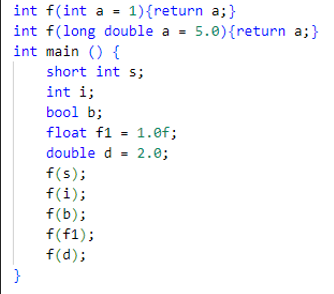 int f(int a = 1){return a;}
int f(long double a = 5.0){return a;}
int main () {
    short int s;
    int i;
    bool b;
    float f1 = 1.0f;
    double d = 2.0;
    f(s);
    f(i);
    f(b);
    f(f1);
    f(d);
}